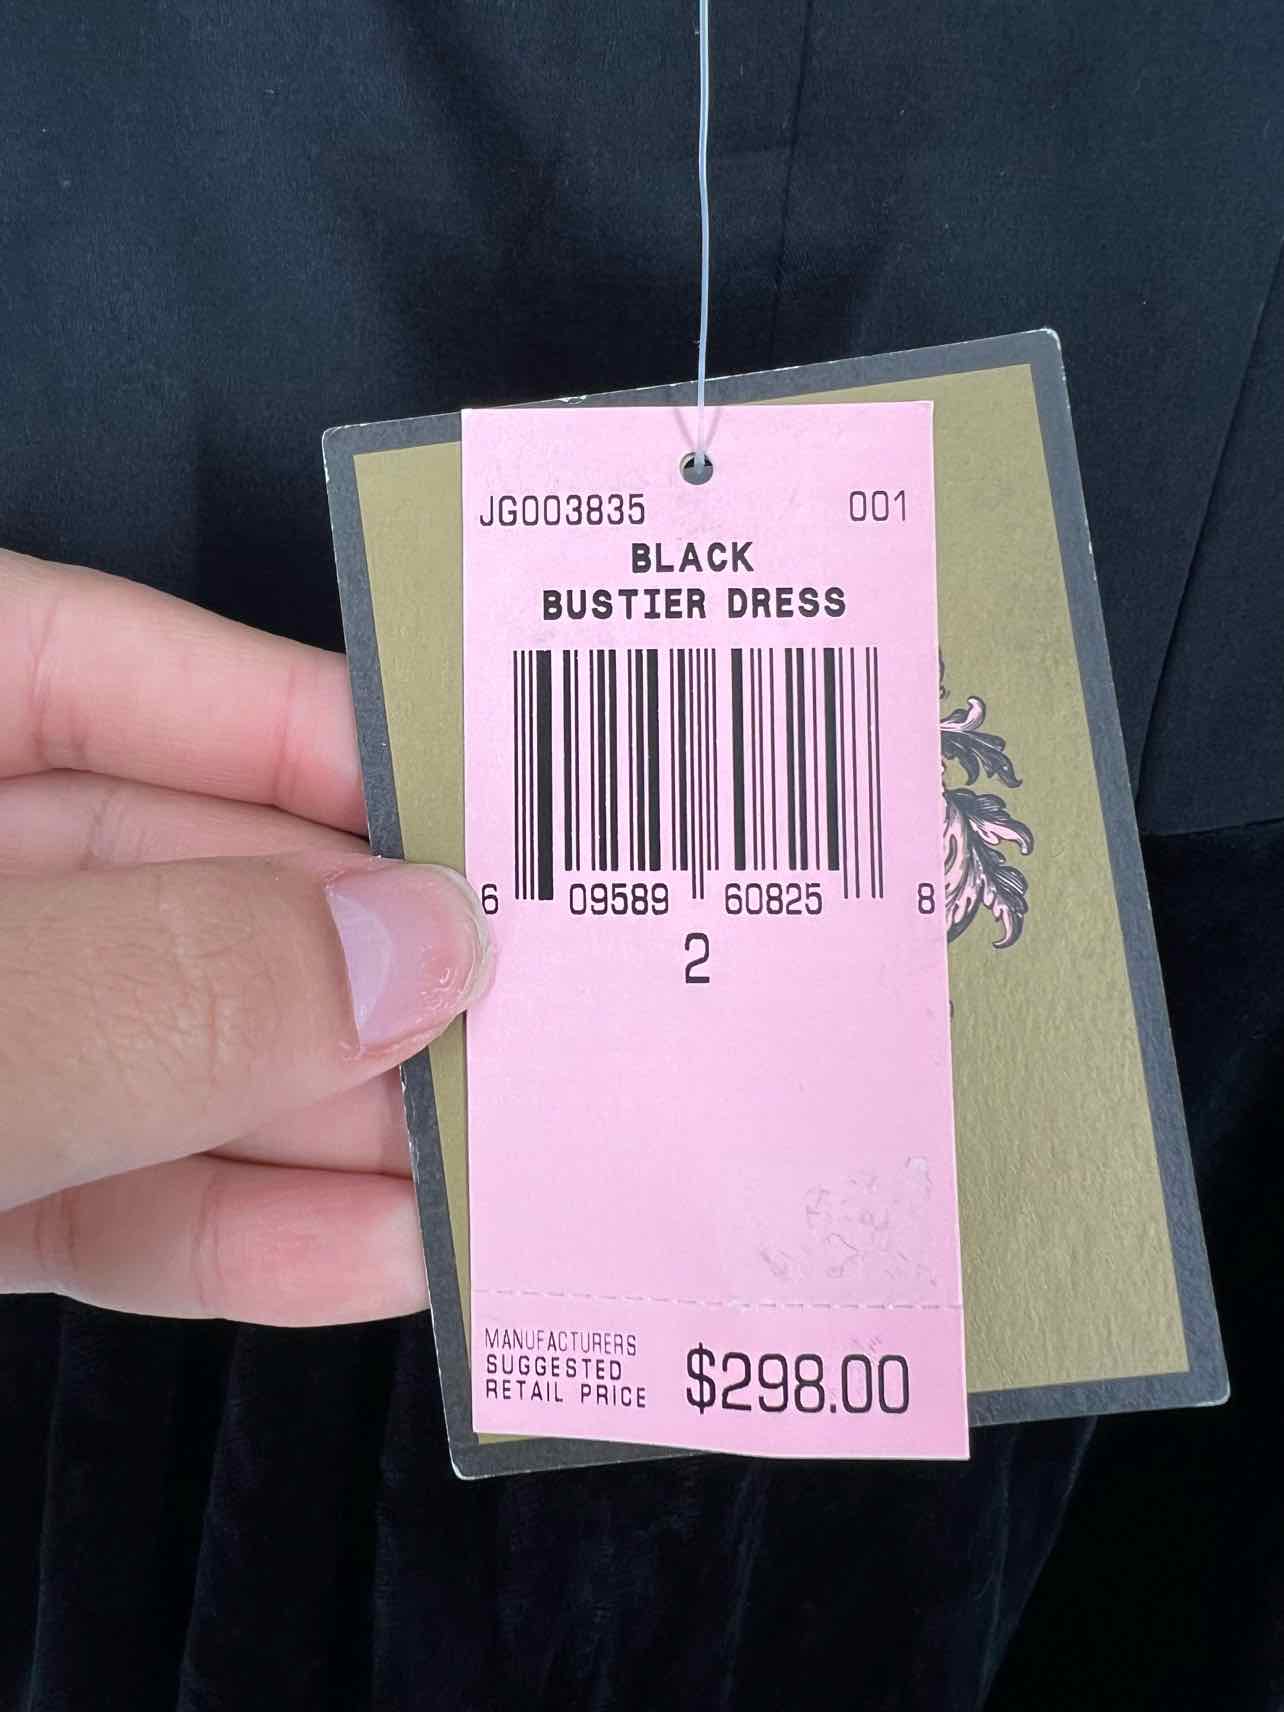 JG003835 001
BLACK
BUSTIER DRESS
6 09589 60825 8
2
MANUFACTURERS
SUGGESTED
RETAIL PRICE
$298.00